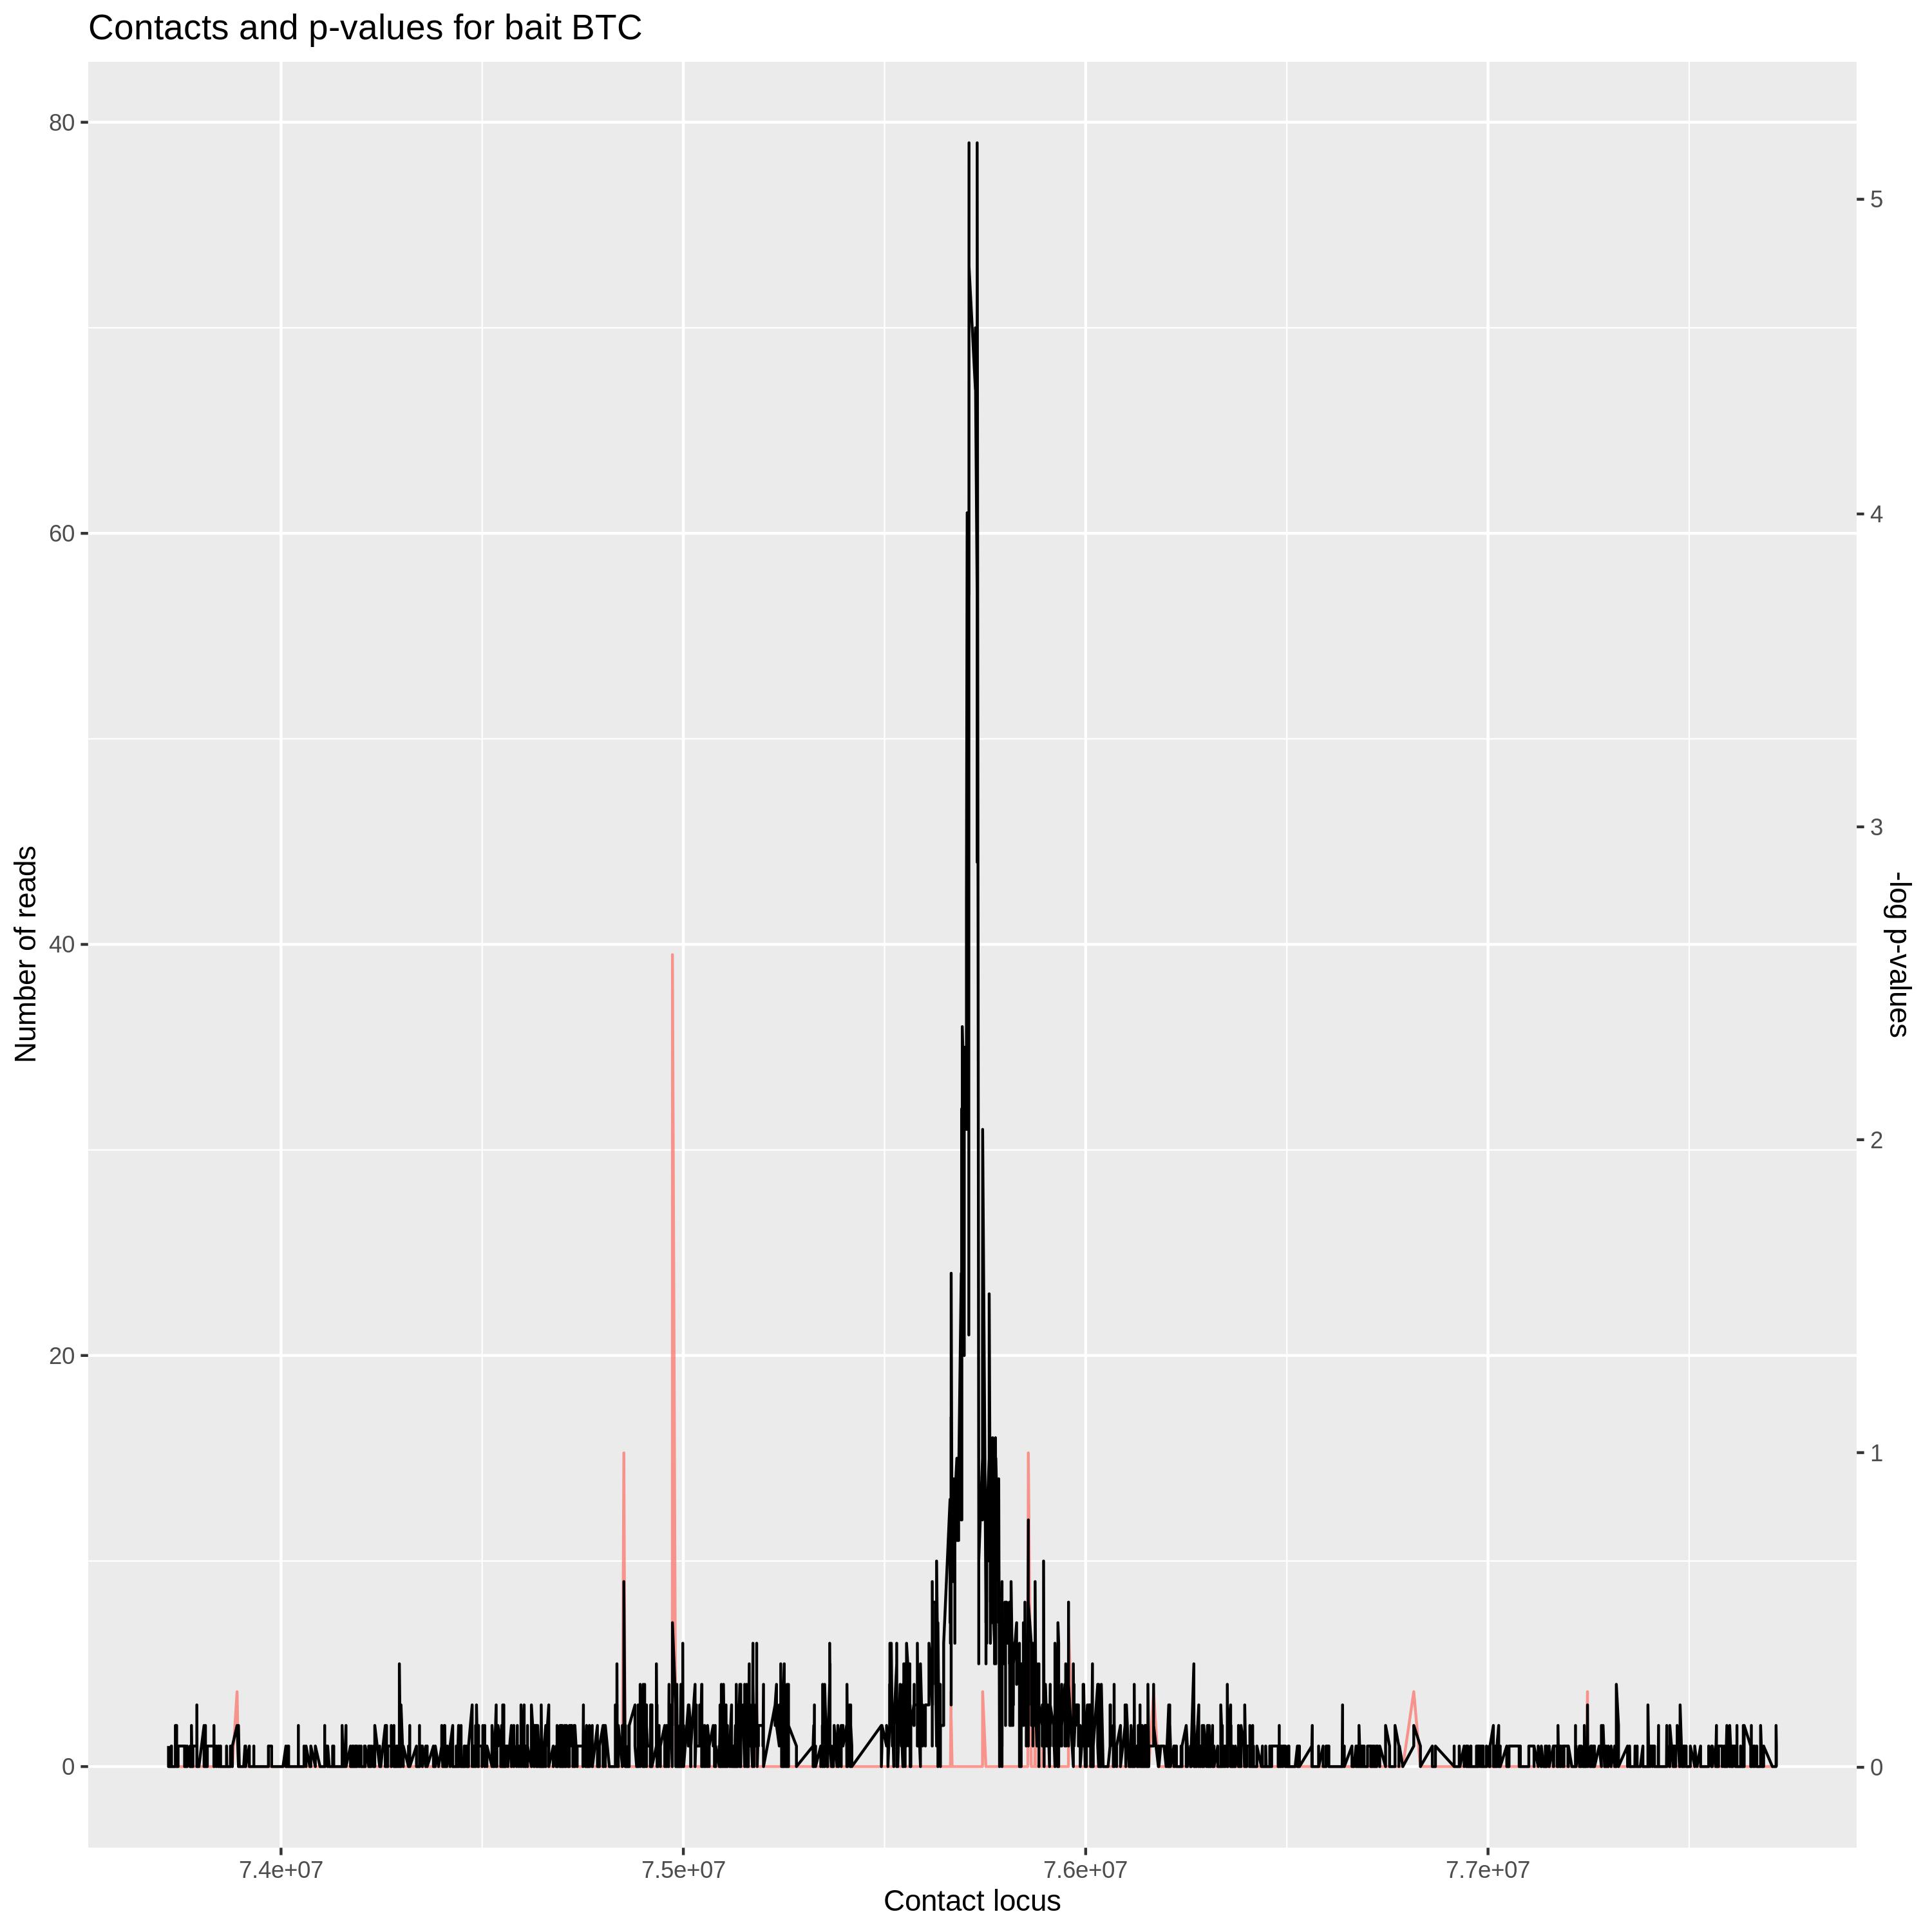 Contacts and p-values for bait BTC
80
60
40
20
0
Number of reads
5
4
3
2
1
0
-log p-values
7.4e+07
7.5e+07
7.6e+07
7.7e+07
Contact locus